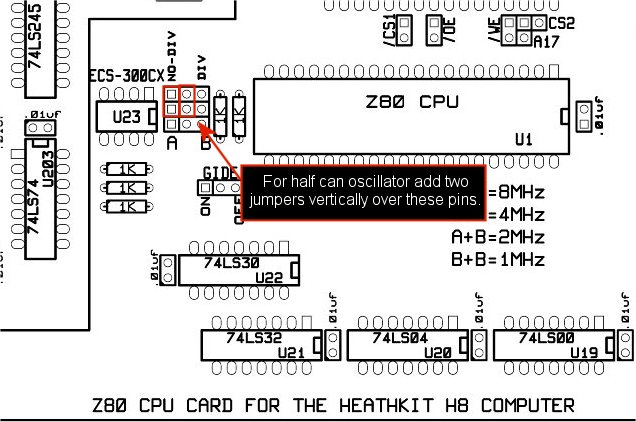 74LS245
/CS1
/OE
/WE
CS2
A17
ECS-300CX
NO-DIV
DIV
.01uf
U23
1K
1K
Z80 CPU
U1
.01uf
A
B
74LS74
U203
1K
1K
1K
GIDE
ON
For half can oscillator add two
jumpers vertically over these pins.
=8MHz
=4MHz
A+B=2MHz
B+B=1MHz
.01uf
74LS30
U22
74LS32
U21
.01uf
74LS04
U20
.01uf
74LS00
U19
.01uf
Z80 CPU CARD FOR THE HEATHKIT H8 COMPUTER